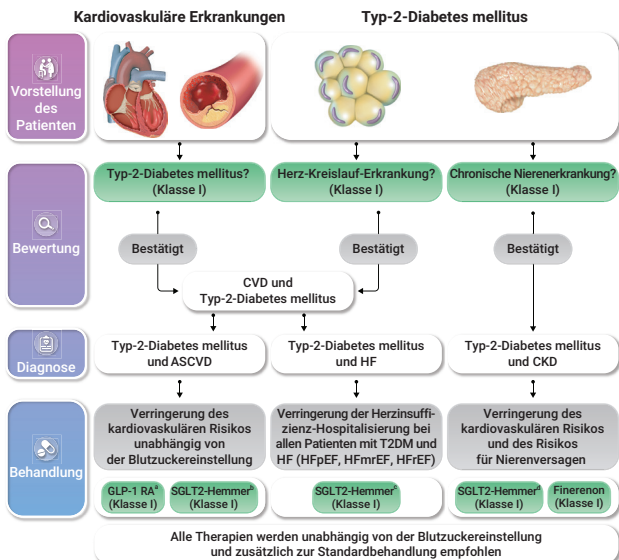 Kardiovaskuläre Erkrankungen
Typ-2-Diabetes mellitus
Vorstellung
des
Patienten
Typ-2-Diabetes mellitus?
(Klasse I)
Herz-Kreislauf-Erkrankung?
(Klasse I)
Chronische Nierenerkrankung?
(Klasse I)
Bewertung
Bestätigt
Bestätigt
Bestätigt
CVD und
Typ-2-Diabetes mellitus
Diagnose
Typ-2-Diabetes mellitus
und ASCVD
Typ-2-Diabetes mellitus
und HF
Typ-2-Diabetes mellitus
und CKD
Behandlung
Verringerung des
kardiovaskulären Risikos
unabhängig von
der Blutzuckereinstellung
Verringerung der Herzinsuffi-
zienz-Hospitalisierung bei
allen Patienten mit T2DM und
HF (HFpEF, HFmrEF, HFrEF)
Verringerung des
kardiovaskulären Risikos
und des Risikos
für Nierenversagen
GLP-1 RAa
(Klasse I)
SGLT2-Hemmerb
(Klasse I)
SGLT2-Hemmerc
(Klasse I)
SGLT2-Hemmerd
(Klasse I)
Finerenon
(Klasse I)
Alle Therapien werden unabhängig von der Blutzuckereinstellung
und zusätzlich zur Standardbehandlung empfohlen